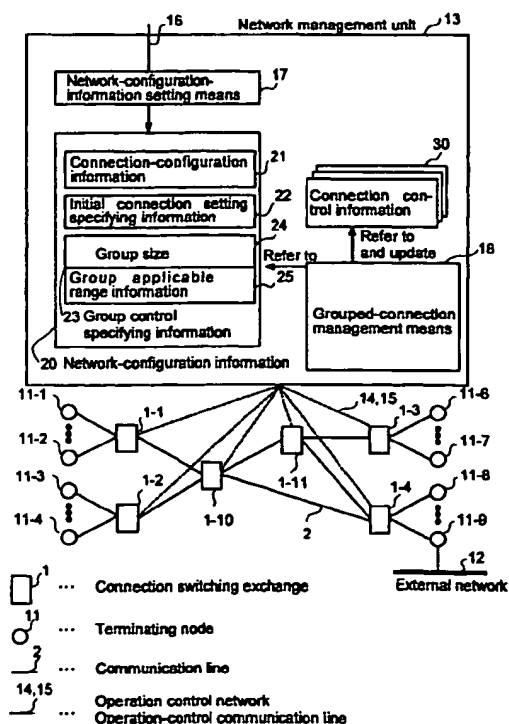 16
Network management unit
13
Network-configuration-
information setting means
17
Connection-configuration
information
21
Initial connection setting
specifying information
22
24
Group size
Group applicable
range information
25
23 Group control
specifying information
20 Network-configuration information
30
Connection con-
trol information
Refer to
and update
18
Refer to
Grouped-connection
management means
11-1
11-2
11-3
11-4
1-1
1-2
1-10
1-11
14,15
1-3
1-4
2
11-6
11-7
11-8
11-9
12
External network
1 ... Connection switching exchange
11 ... Terminating node
2 ... Communication line
14,15 ... Operation control network
Operation-control communication line